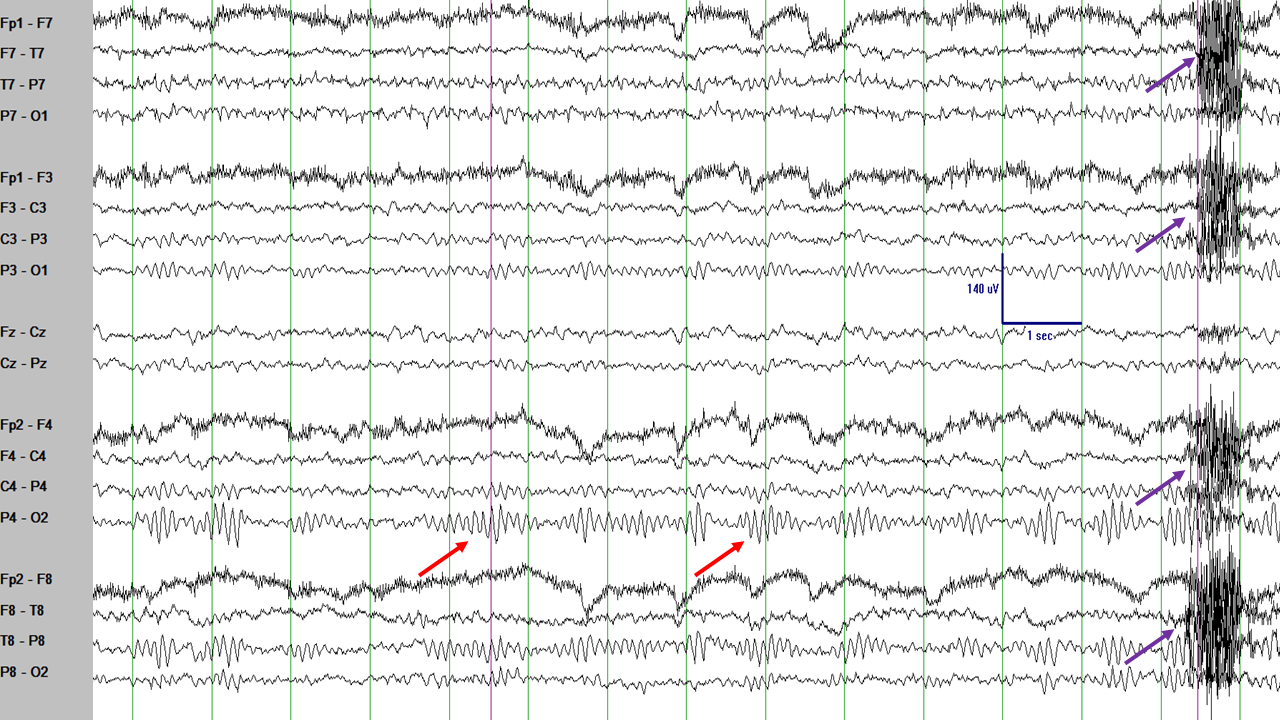 Fp1 - F7
F7 - T7
T7 - P7
P7 - O1
Fp1 - F3
F3 - C3
C3 - P3
P3 - O1
140 uV
1 sec
Fz - Cz
Cz - Pz
Fp2 - F4
F4 - C4
C4 - P4
P4 - O2
Fp2 - F8
F8 - T8
T8 - P8
P8 - O2